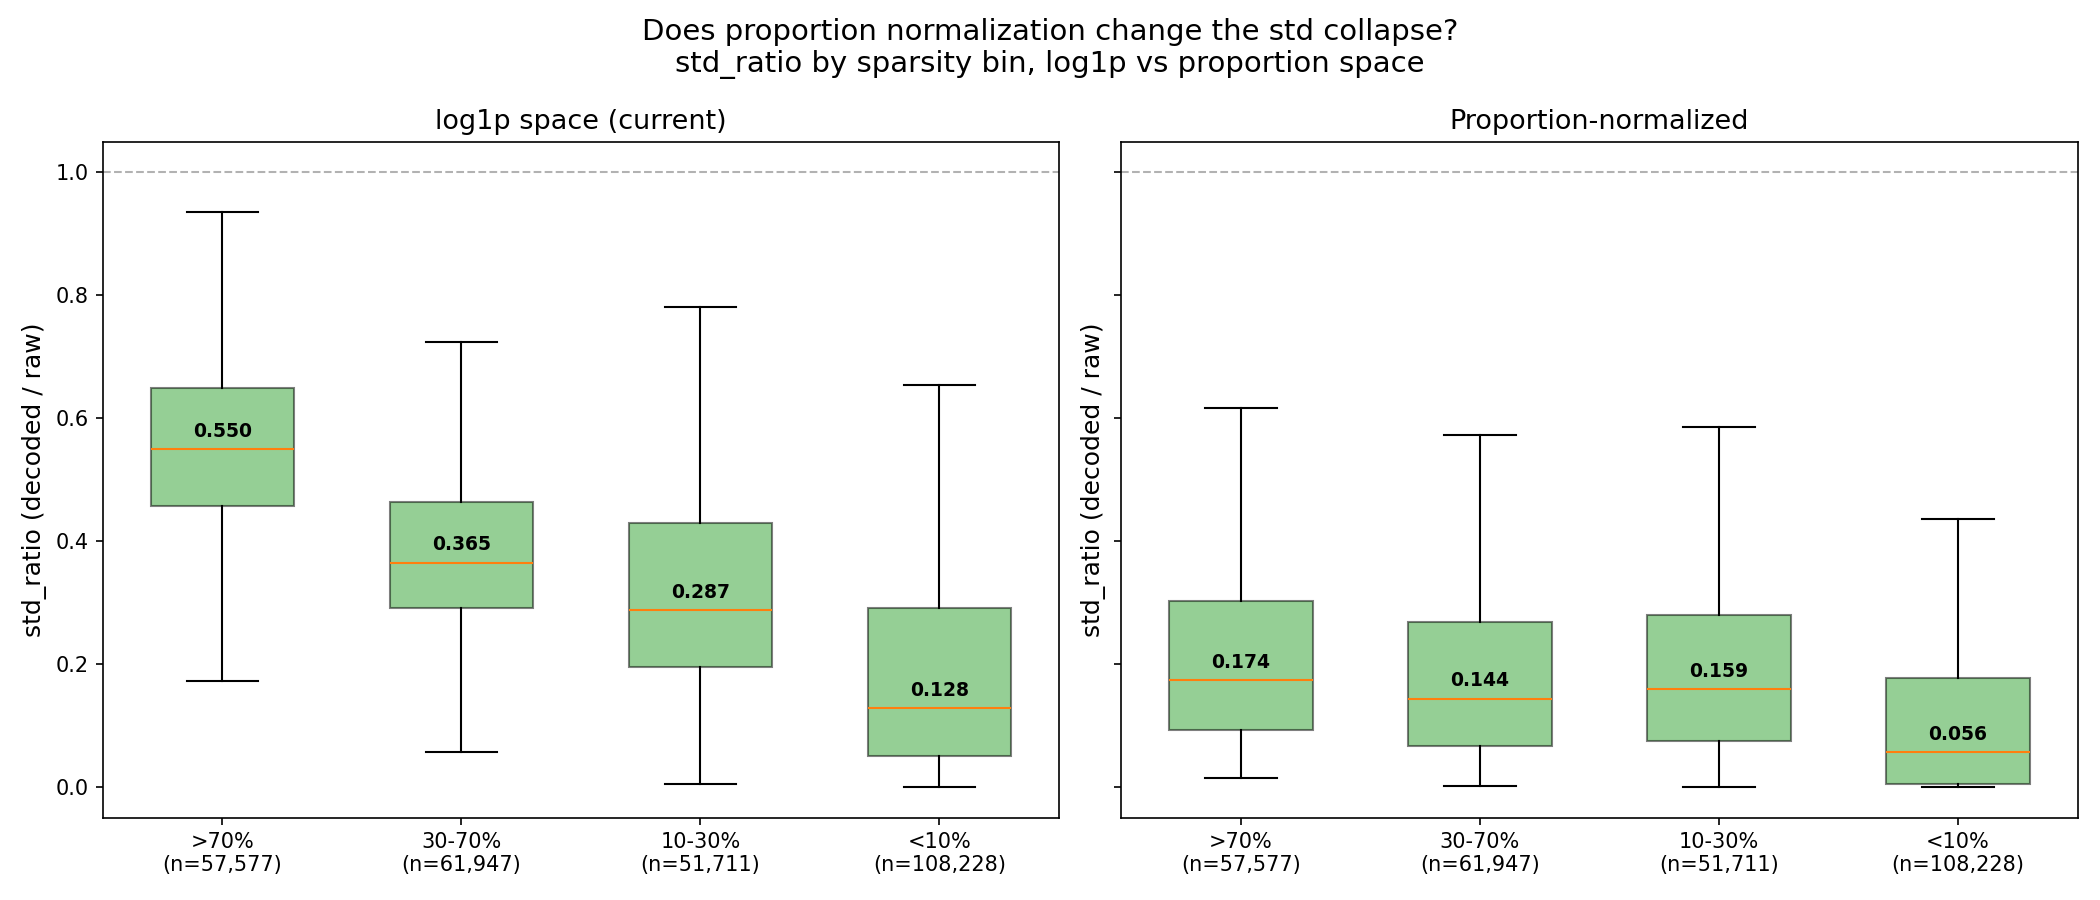 Does proportion normalization change the std collapse?
std_ratio by sparsity bin, log1p vs proportion space
log1p space (current)
std_ratio (decoded / raw)
1.0
0.8
0.6
0.4
0.2
0.0
0.550
0.365
0.287
0.128
>70%
(n=57,577)
30-70%
(n=61,947)
10-30%
(n=51,711)
<10%
(n=108,228)
Proportion-normalized
std_ratio (decoded / raw)
0.174
0.144
0.159
0.056
>70%
(n=57,577)
30-70%
(n=61,947)
10-30%
(n=51,711)
<10%
(n=108,228)